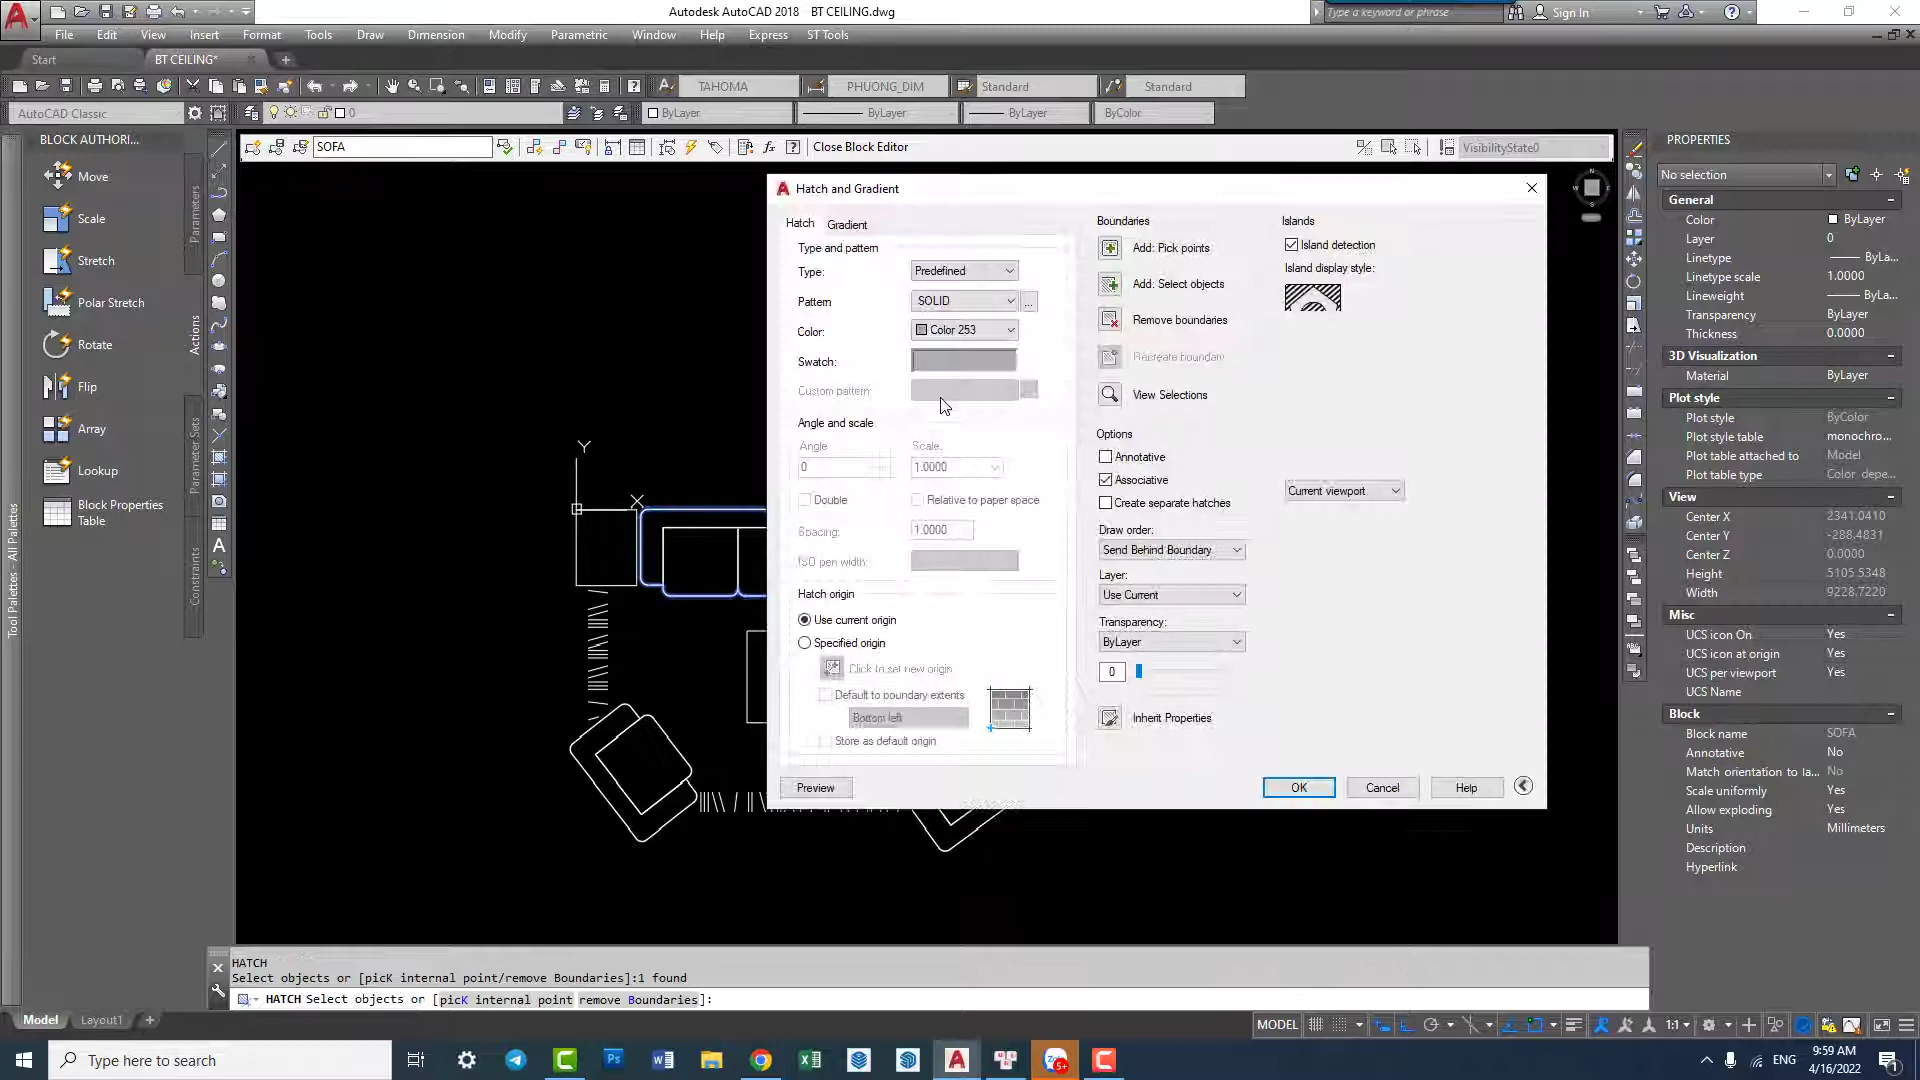 Autodesk AutoCAD 2018 BT CEILING.dwg
Type a keyword or phrase
Sign In
File Edit View Insert Format Tools Draw Dimension Modify Parametric Window Help Express ST Tools
Start BT CEILING*
TAHOMA PHUONG_DIM Standard Standard
AutoCAD Classic 0 ByLayer ByLayer ByLayer ByColor
BLOCK AUTHORI...
SOFA Close Block Editor VisibilityState0
Move
Scale
Stretch
Polar Stretch
Rotate
Flip
Array
Lookup
Block Properties
Table
Parameters
Actions
Parameter Sets
Constraints
Tool Palettes - All Palettes
Y
X
Hatch and Gradient
Hatch Gradient
Type and pattern
Type: Predefined
Pattern SOLID ...
Color: Color 253
Swatch:
Custom pattern:
Angle and scale
Angle Scale:
0 1.0000
Double Relative to paper space
Spacing: 1.0000
ISO pen width:
Hatch origin
Use current origin
Specified origin
Click to set new origin
Default to boundary extents
Bottom left
Store as default origin
Preview
Boundaries
Add: Pick points
Add: Select objects
Remove boundaries
Recreate boundary
View Selections
Options
Annotative
Associative
Create separate hatches
Draw order:
Send Behind Boundary
Layer:
Use Current
Transparency:
ByLayer
0
Inherit Properties
Islands
Island detection
Island display style:
Current viewport
OK Cancel Help
PROPERTIES
No selection
General
Color ByLayer
Layer 0
Linetype ByLa...
Linetype scale 1.0000
Lineweight ByLa...
Transparency ByLayer
Thickness 0.0000
3D Visualization
Material ByLayer
Plot style
Plot style ByColor
Plot style table monochro...
Plot table attached to Model
Plot table type Color depe...
View
Center X 2341.0410
Center Y -288.4831
Center Z 0.0000
Height 5105.5348
Width 9228.7220
Misc
UCS icon On Yes
UCS icon at origin Yes
UCS per viewport Yes
UCS Name
Block
Block name SOFA
Annotative No
Match orientation to la... No
Scale uniformly Yes
Allow exploding Yes
Units Millimeters
Description
Hyperlink
HATCH
Select objects or [picK internal point/remove Boundaries]:1 found
HATCH Select objects or [picK internal point remove Boundaries]:
Model Layout1 +
MODEL 1:1
Type here to search
ENG
9:59 AM
4/16/2022